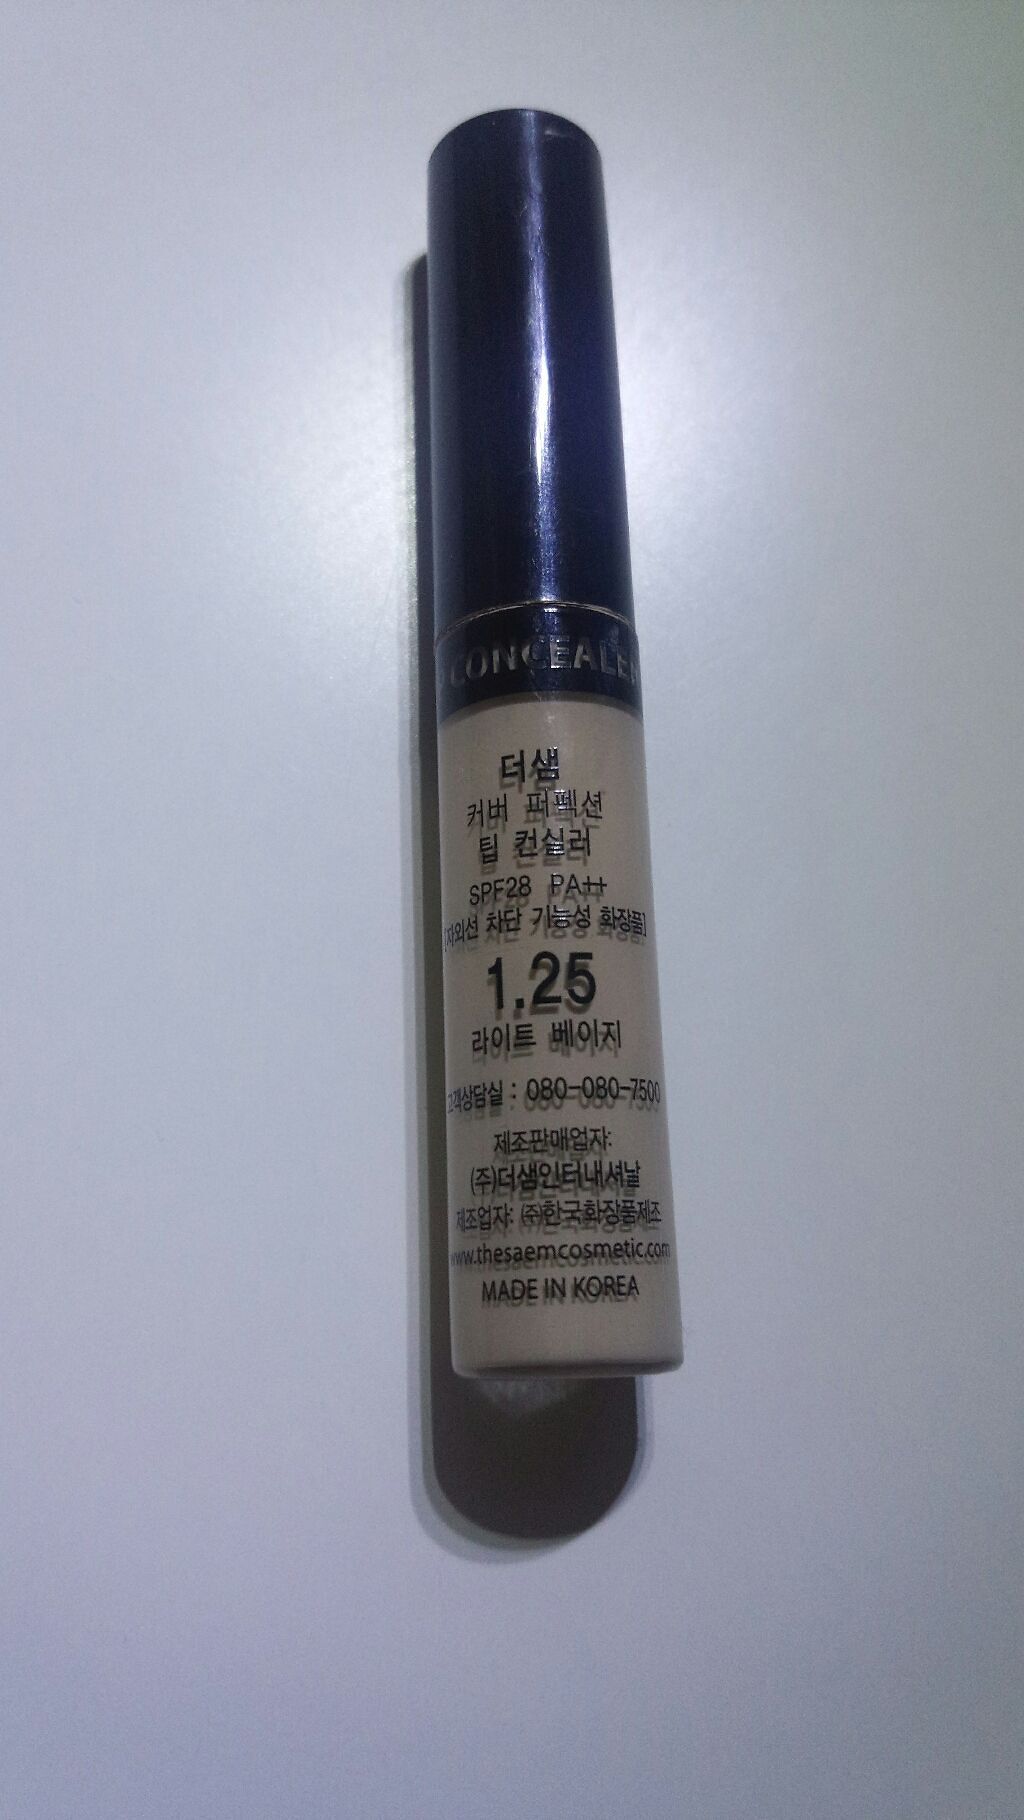 CONCEALER
더샘
커버 퍼펙션
팁 컨실러
SPF28 PA++
[자외선 차단 기능성 화장품]
1.25
라이트 베이지
고객상담실 : 080-080-7500
제조판매업자:
(주)더샘인터내셔날
제조업자: (주)한국화장품제조
www.thesaemcosmetic.com
MADE IN KOREA